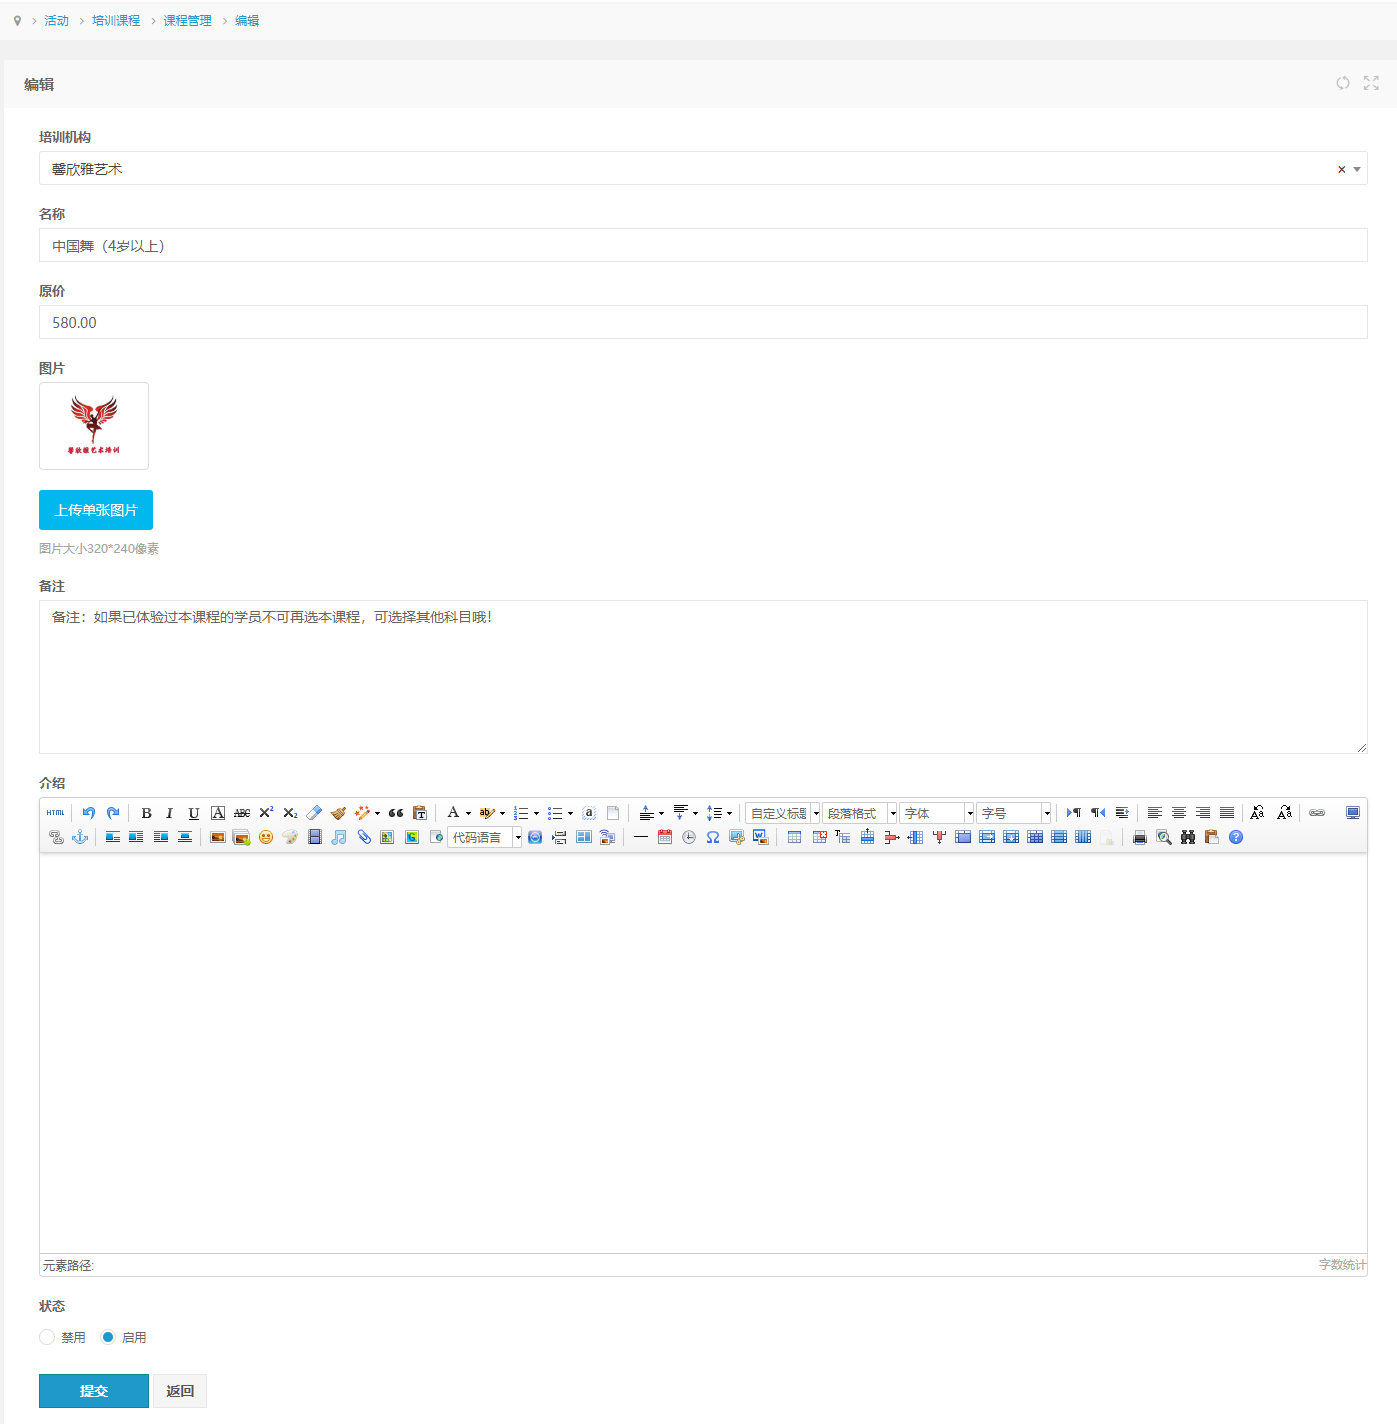 活动 培训课程 课程管理 编辑
编辑
培训机构
馨欣雅艺术
名称
中国舞（4岁以上）
原价
580.00
图片
馨欣雅艺术培训
上传单张图片
图片大小320*240像素
备注
备注：如果已体验过本课程的学员不可再选本课程，可选择其他科目哦！
介绍
HTML B I U A ABC X² X₂ A ab 自定义标题 段落格式 字体 字号
代码语言
元素路径:
字数统计
状态
禁用 启用
提交 返回